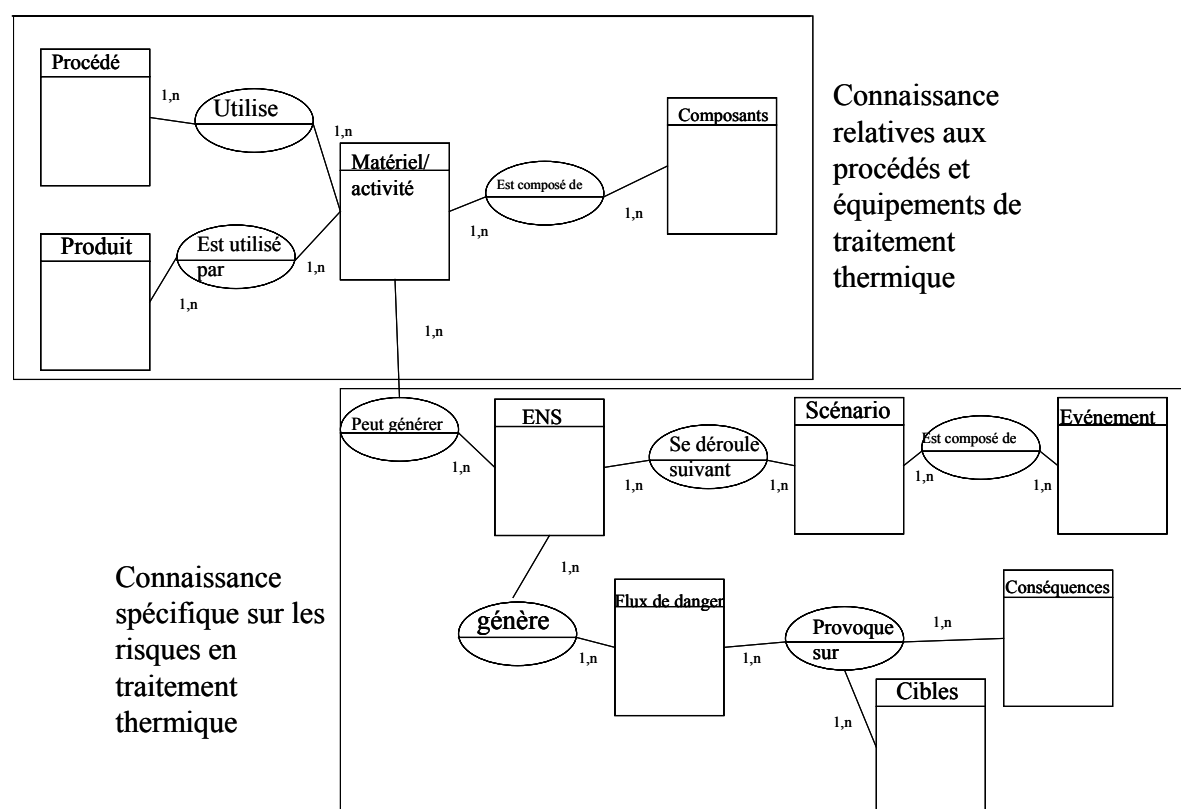 Procédé
1,n
Utilise
1,n
Matériel/
activité
Produit
1,n
Est utilisé
par
1,n
1,n
Est composé de
1,n
Composants
1,n
Connaissance
relatives aux
procédés et
équipements de
traitement
thermique
Peut générer
1,n
ENS
1,n
Se déroule
suivant
1,n
Scénario
1,n
Est composé de
1,n
Evénement
Connaissance
spécifique sur les
risques en
traitement
thermique
1,n
génère
1,n
Flux de danger
1,n
Provoque
sur
1,n
Conséquences
1,n
Cibles